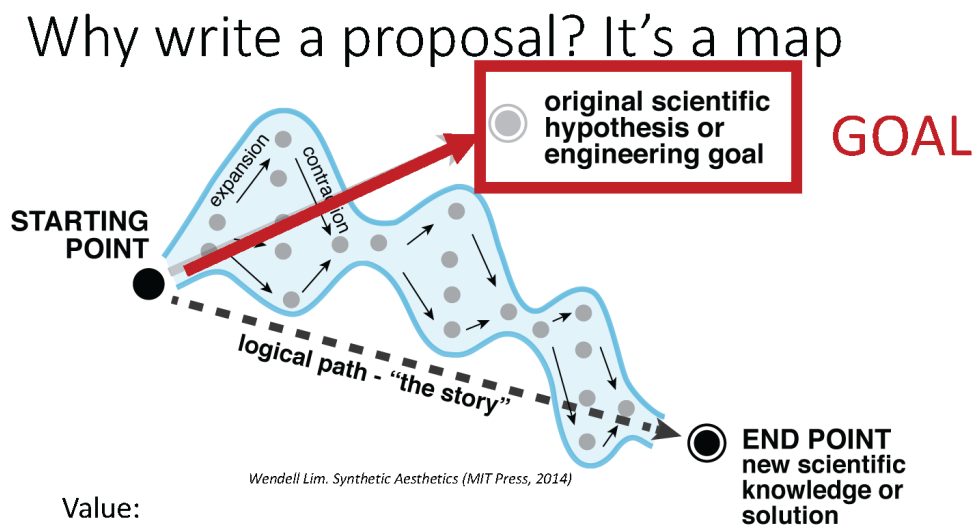 Why write a proposal? It's a map
original scientific
hypothesis or
engineering goal
GOAL
expansion
contraction
STARTING
POINT
logical path - "the story"
END POINT
new scientific
knowledge or
solution
Wendell Lim. Synthetic Aesthetics (MIT Press, 2014)
Value: